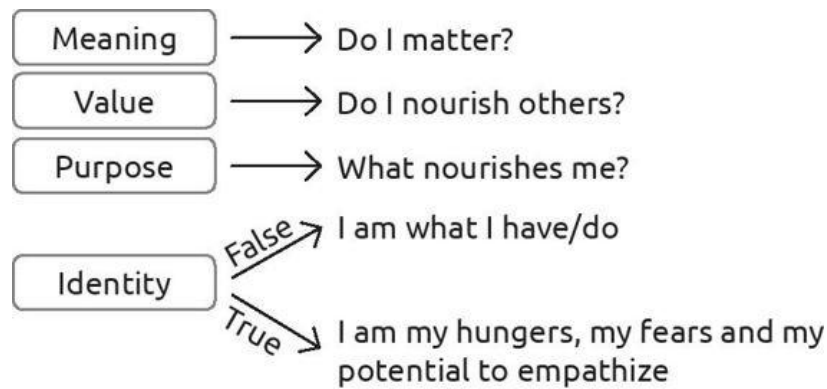 Meaning
Do I matter?
Value
Do I nourish others?
Purpose
What nourishes me?
Identity
False
I am what I have/do
True
I am my hungers, my fears and my
potential to empathize